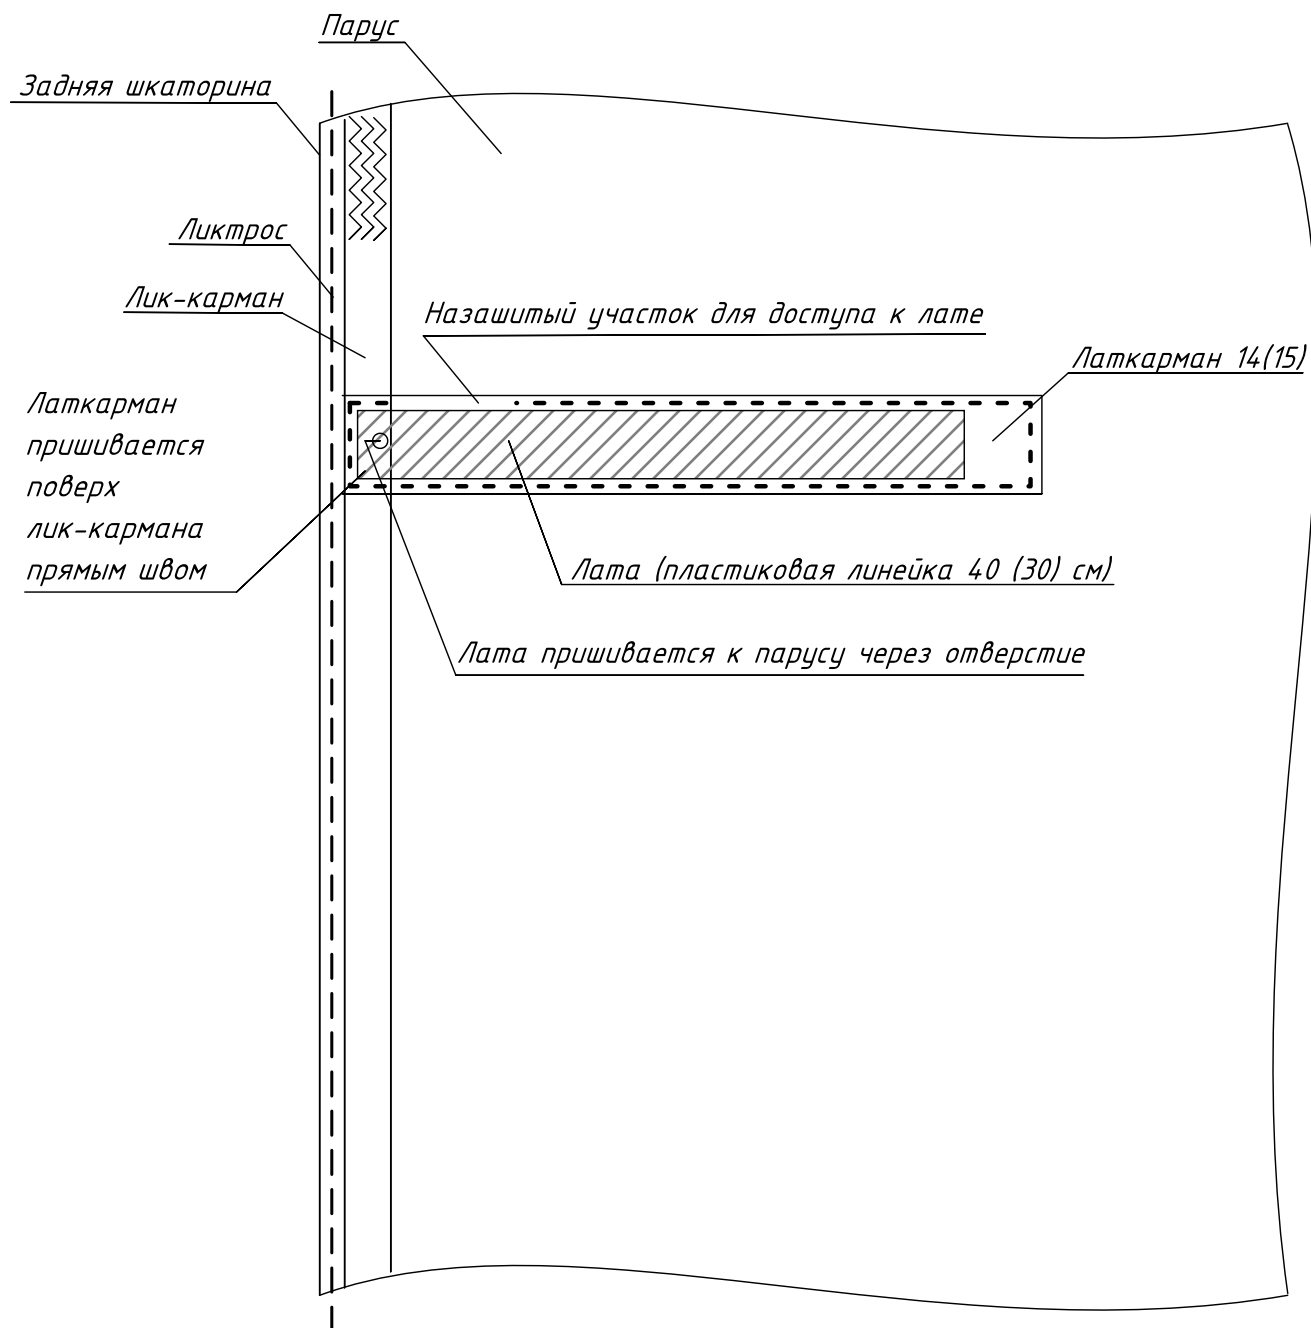 Парус
Задняя шкаторина
Ликтрос
Лик-карман
Назашитый участок для доступа к лате
Латкарман 14(15)
Латкарман
пришивается
поверх
лик-кармана
прямым швом
Лата (пластиковая линейка 40 (30) см)
Лата пришивается к парусу через отверстие